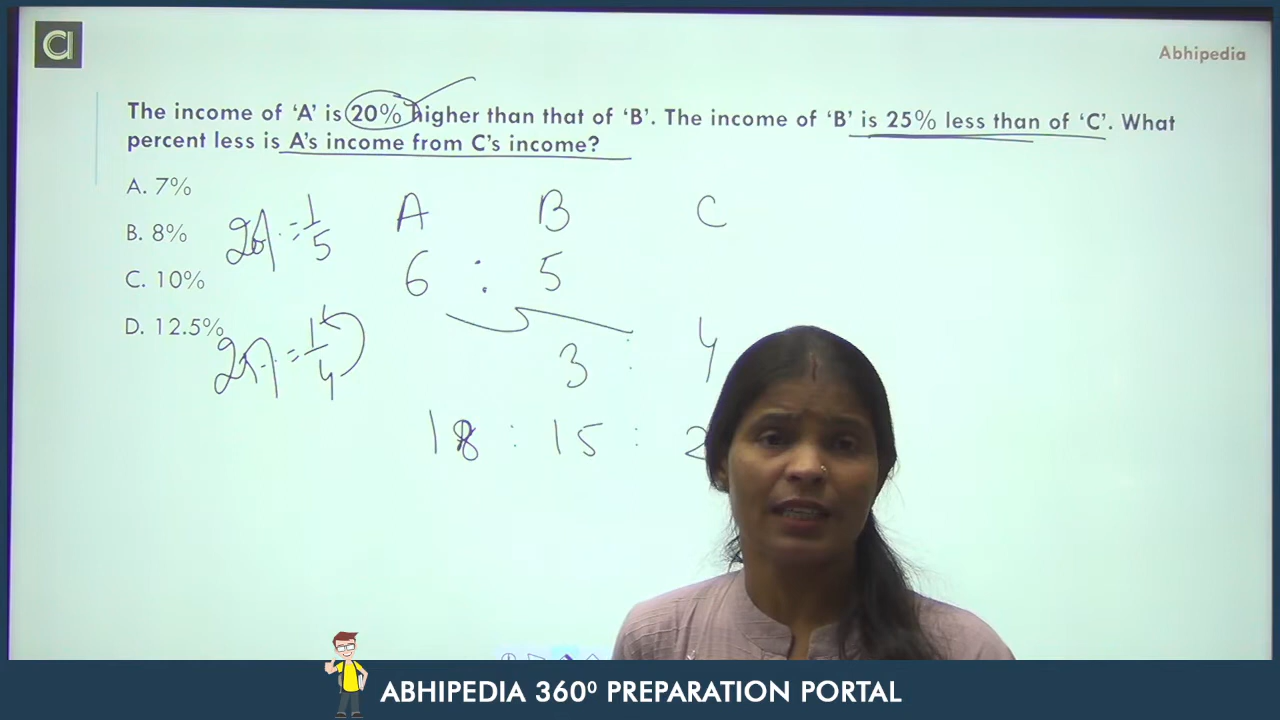 Abhipedia
The income of ‘A’ is 20% higher than that of ‘B’. The income of ‘B’ is 25% less than of ‘C’. What
percent less is A’s income from C’s income?
A. 7%
B. 8%
C. 10%
D. 12.5%
A B C
20% = 1/5
6 : 5
25% = 1/4
3 : 4
18 : 15 : 2
ABHIPEDIA 360⁰ PREPARATION PORTAL